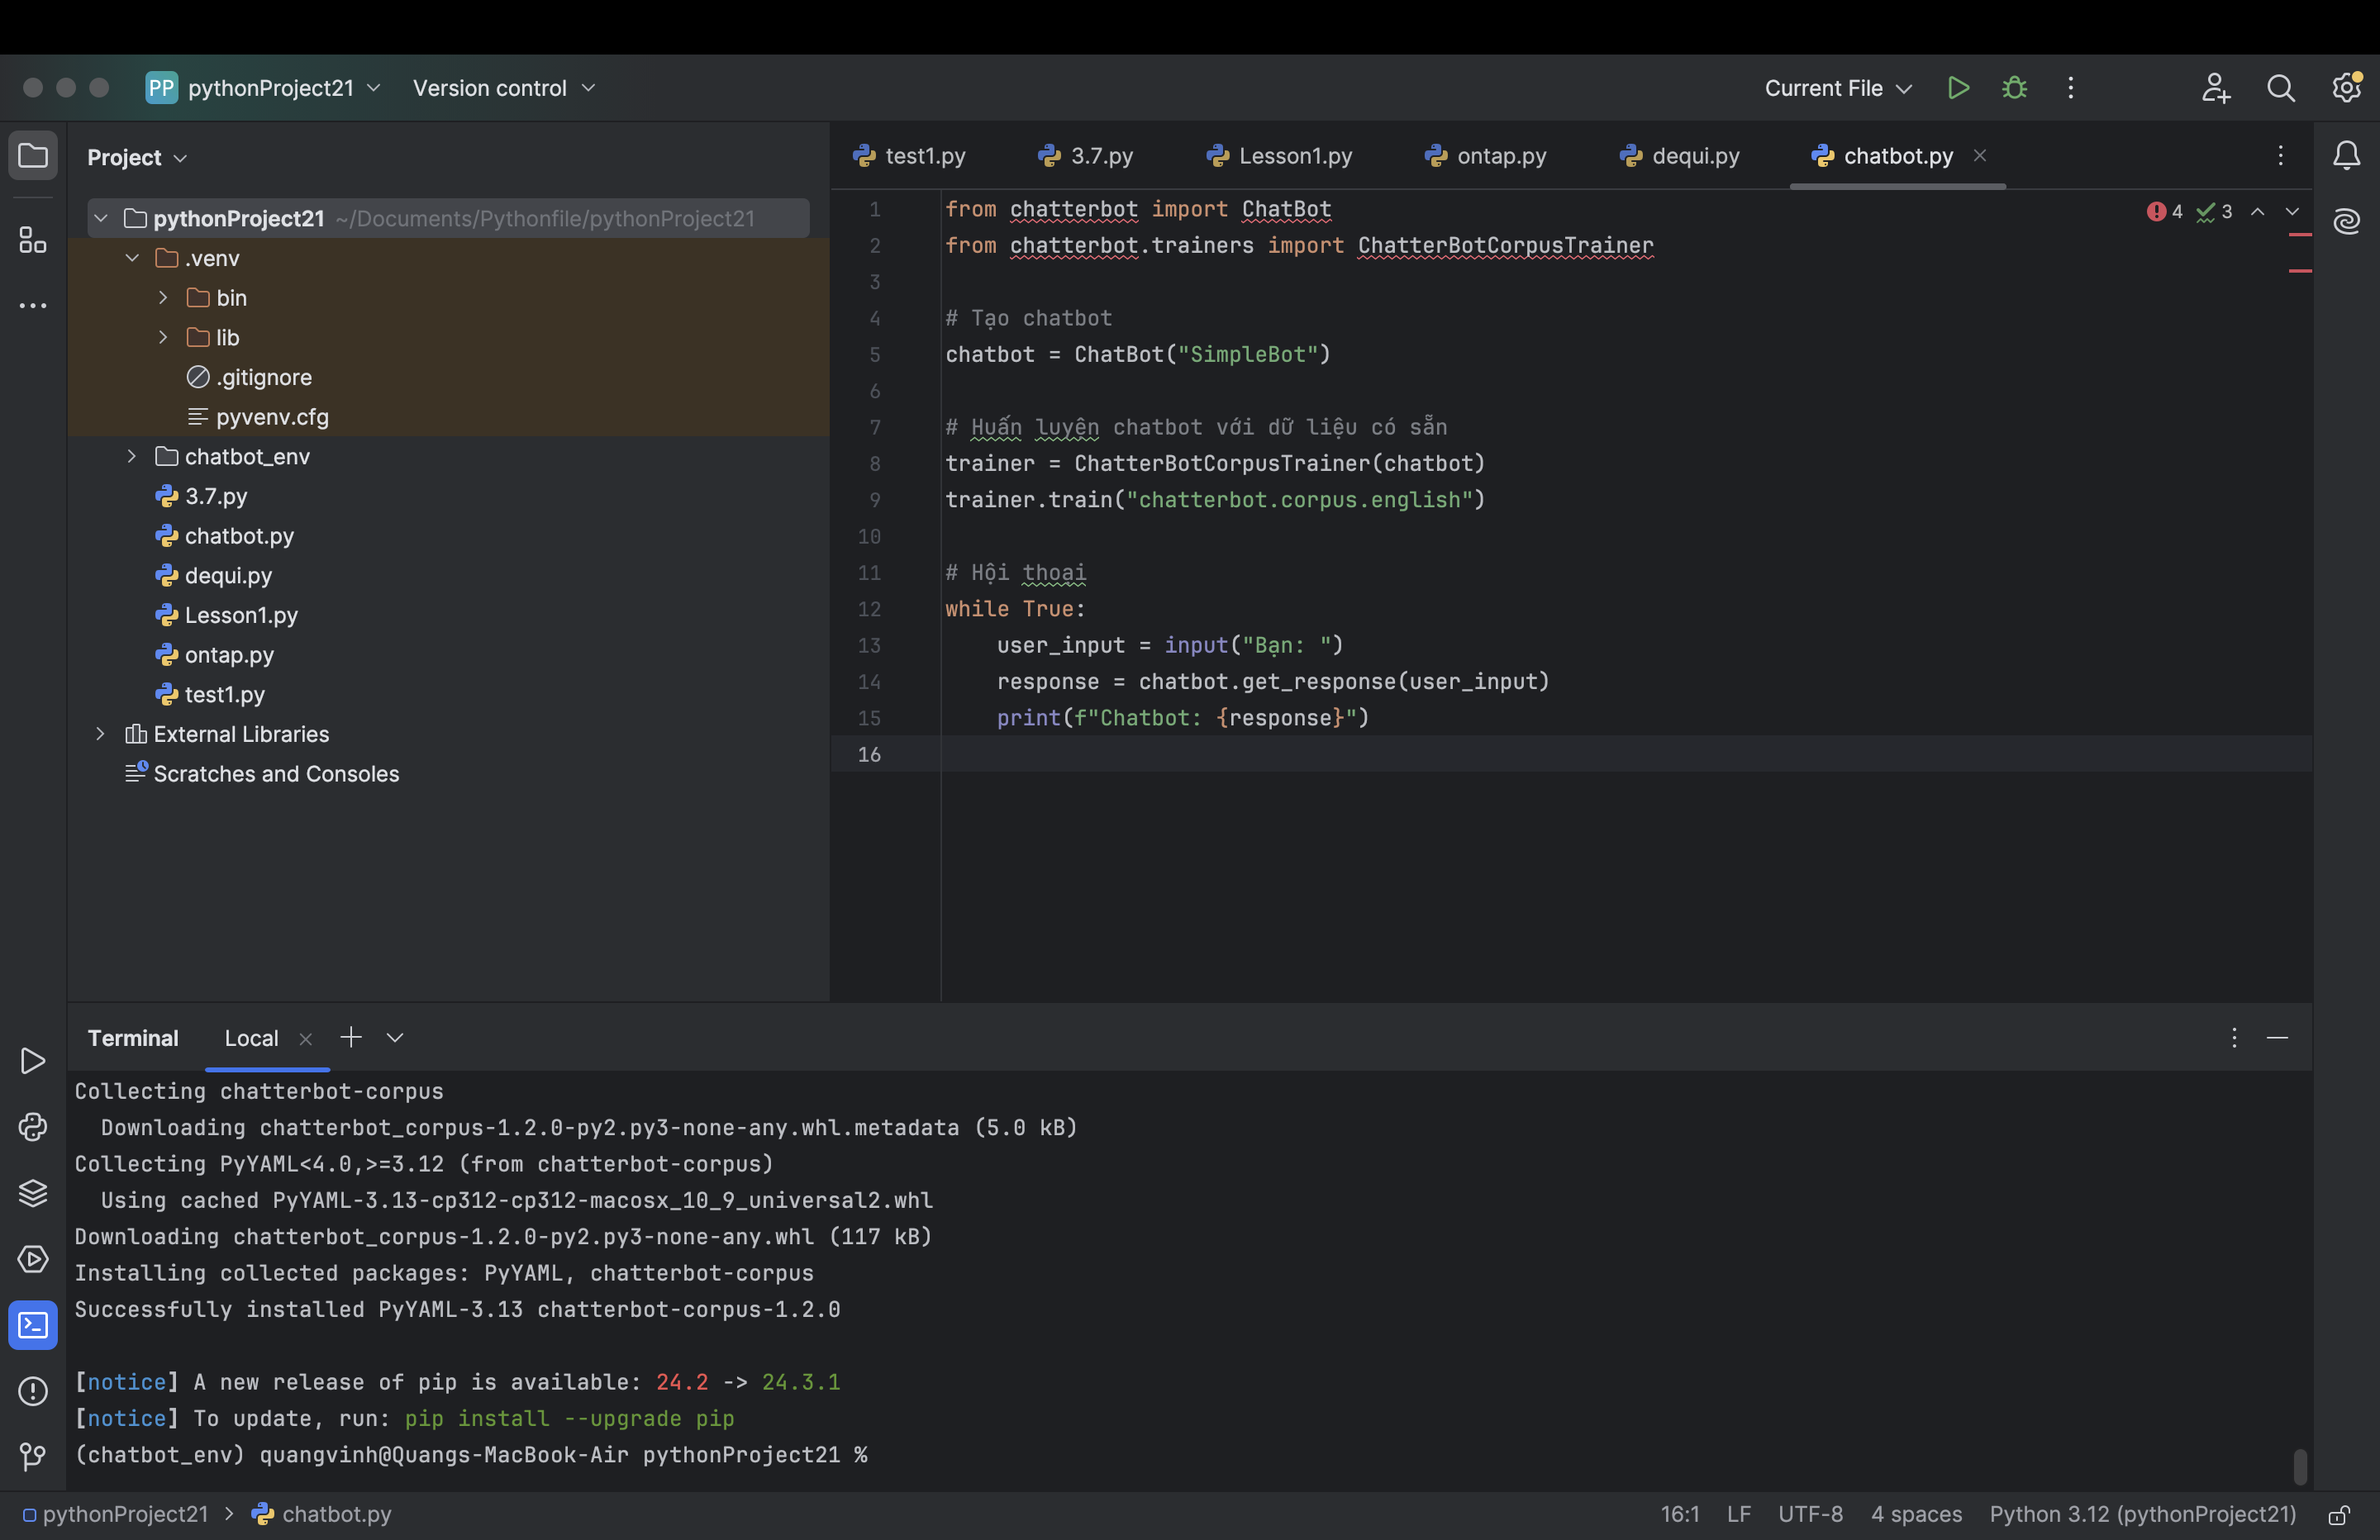 PP pythonProject21 Version control Current File
Project
pythonProject21 ~/Documents/Pythonfile/pythonProject21
.venv
bin
lib
.gitignore
pyvenv.cfg
chatbot_env
3.7.py
chatbot.py
dequi.py
Lesson1.py
ontap.py
test1.py
External Libraries
Scratches and Consoles
test1.py 3.7.py Lesson1.py ontap.py dequi.py chatbot.py
4 3
1 from chatterbot import ChatBot
2 from chatterbot.trainers import ChatterBotCorpusTrainer
3
4 # Tạo chatbot
5 chatbot = ChatBot("SimpleBot")
6
7 # Huấn luyện chatbot với dữ liệu có sẵn
8 trainer = ChatterBotCorpusTrainer(chatbot)
9 trainer.train("chatterbot.corpus.english")
10
11 # Hội thoại
12 while True:
13     user_input = input("Bạn: ")
14     response = chatbot.get_response(user_input)
15     print(f"Chatbot: {response}")
16
Terminal Local
Collecting chatterbot-corpus
  Downloading chatterbot_corpus-1.2.0-py2.py3-none-any.whl.metadata (5.0 kB)
Collecting PyYAML<4.0,>=3.12 (from chatterbot-corpus)
  Using cached PyYAML-3.13-cp312-cp312-macosx_10_9_universal2.whl
Downloading chatterbot_corpus-1.2.0-py2.py3-none-any.whl (117 kB)
Installing collected packages: PyYAML, chatterbot-corpus
Successfully installed PyYAML-3.13 chatterbot-corpus-1.2.0
[notice] A new release of pip is available: 24.2 -> 24.3.1
[notice] To update, run: pip install --upgrade pip
(chatbot_env) quangvinh@Quangs-MacBook-Air pythonProject21 %
pythonProject21 > chatbot.py 16:1 LF UTF-8 4 spaces Python 3.12 (pythonProject21)